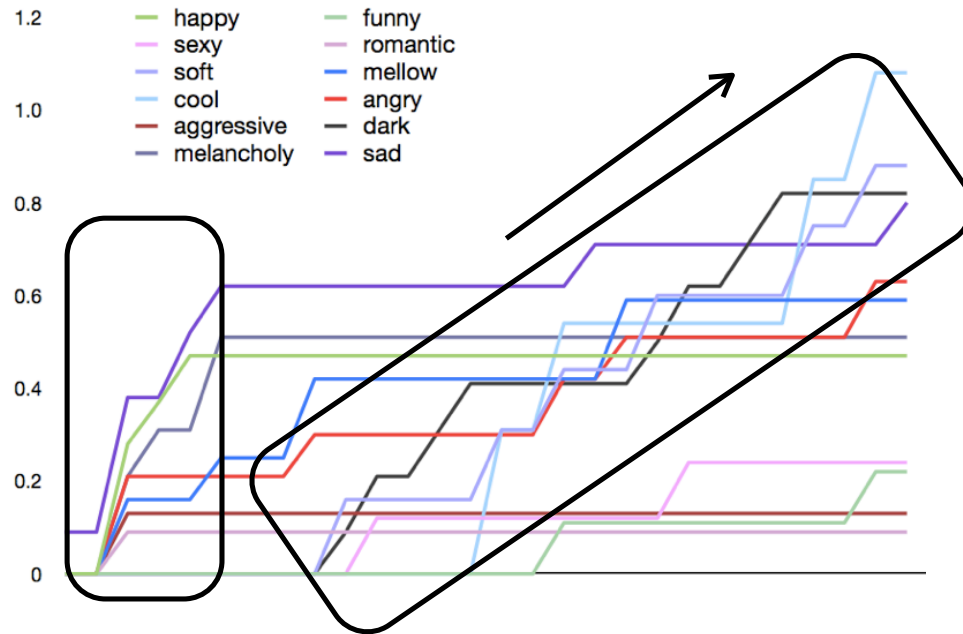 1.2
happy funny
sexy romantic
soft mellow
cool angry
1.0
aggressive dark
melancholy sad
0.8
0.6
0.4
0.2
0